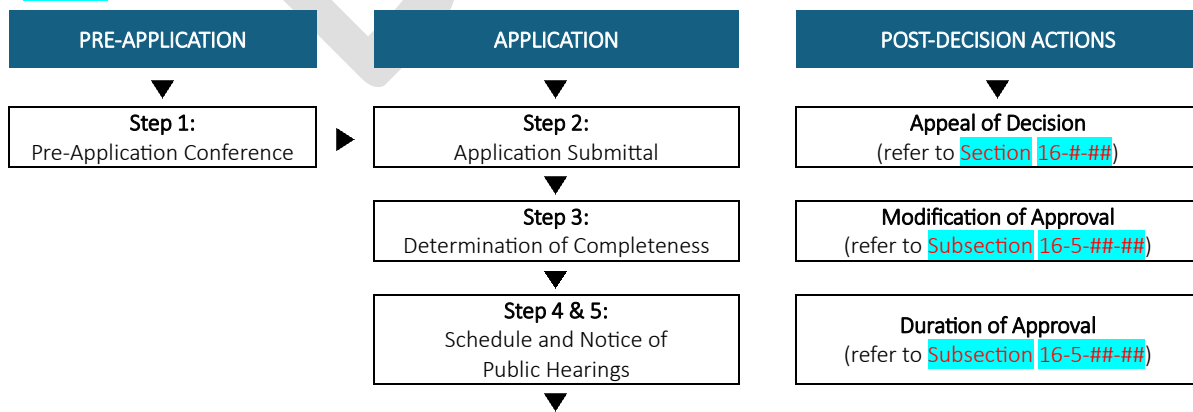 PRE-APPLICATION
Step 1:
Pre-Application Conference
APPLICATION
Step 2:
Application Submittal
Step 3:
Determination of Completeness
Step 4 & 5:
Schedule and Notice of
Public Hearings
POST-DECISION ACTIONS
Appeal of Decision
(refer to Section 16-#-##)
Modification of Approval
(refer to Subsection 16-5-##-##)
Duration of Approval
(refer to Subsection 16-5-##-##)